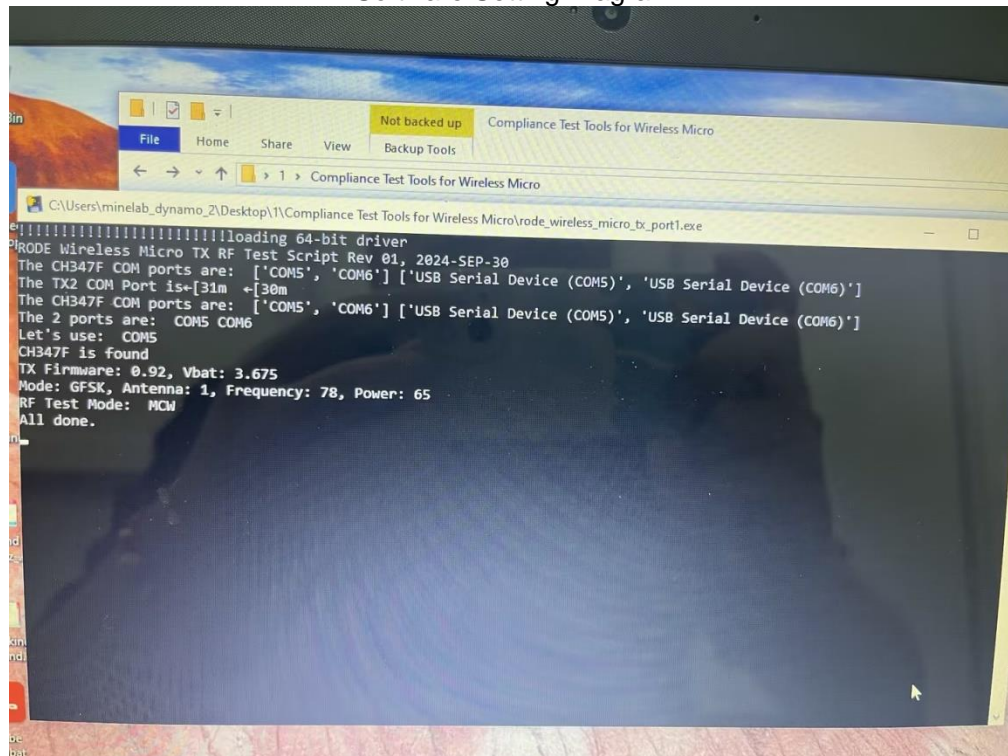 Not backed up
Compliance Test Tools for Wireless Micro
File
Home
Share
View
Backup Tools
1 › Compliance Test Tools for Wireless Micro
C:\Users\minelab_dynamo_2\Desktop\1\Compliance Test Tools for Wireless Micro\rode_wireless_micro_tx_port1.exe
!!!!!!!!!!!!!!!!!!!!!!!!!loading 64-bit driver
RODE Wireless Micro TX RF Test Script Rev 01, 2024-SEP-30
The CH347F COM ports are:  ['COM5', 'COM6'] ['USB Serial Device (COM5)', 'USB Serial Device (COM6)']
The TX2 COM Port is←[31m  ←[30m
The CH347F COM ports are:  ['COM5', 'COM6'] ['USB Serial Device (COM5)', 'USB Serial Device (COM6)']
The 2 ports are:  COM5 COM6
Let's use:  COM5
CH347F is found
TX Firmware: 0.92, Vbat: 3.675
Mode: GFSK, Antenna: 1, Frequency: 78, Power: 65
RF Test Mode:  MCW
All done.